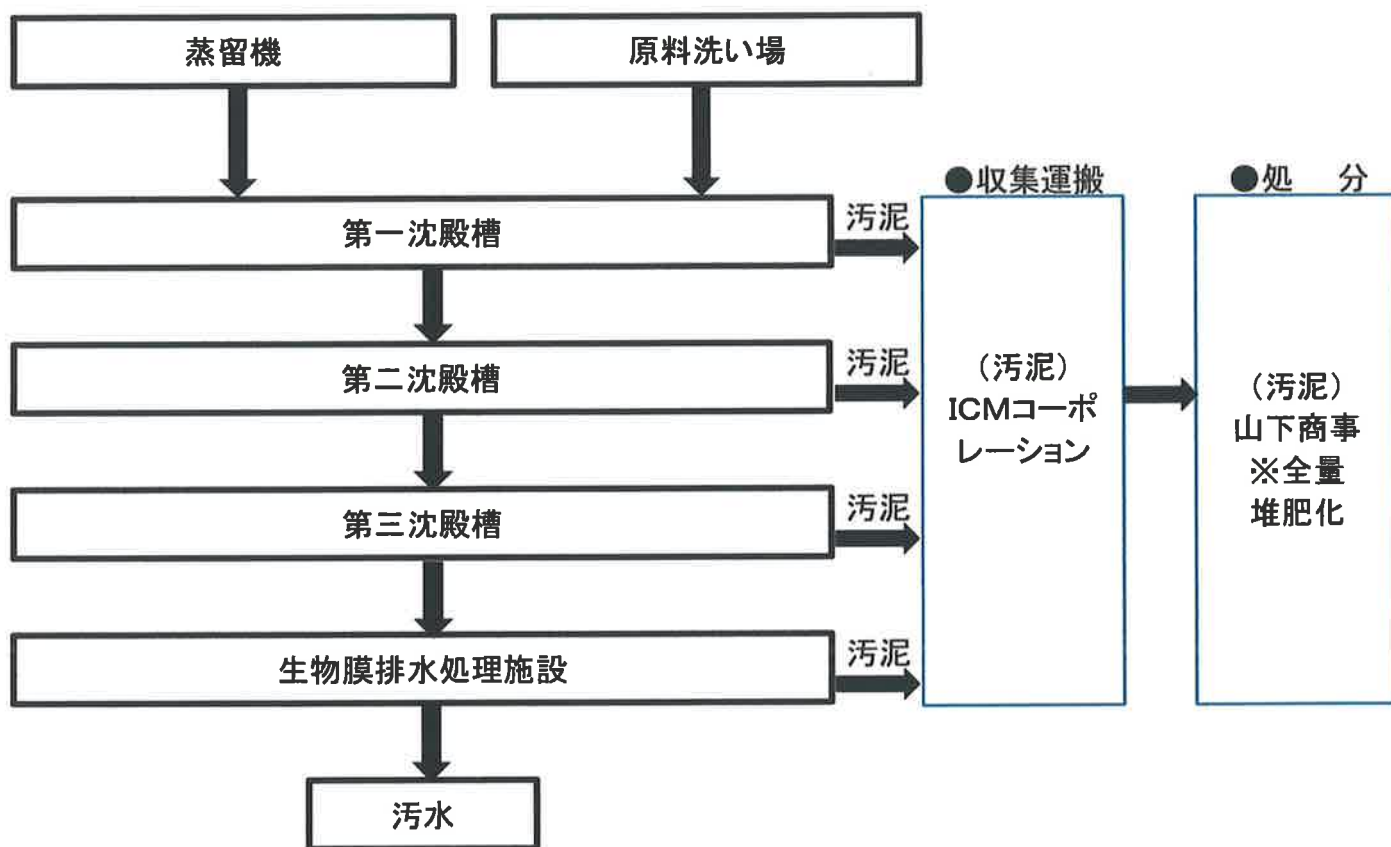 蒸留機
原料洗い場
●収集運搬
●処　分
第一沈殿槽
汚泥
第二沈殿槽
汚泥
第三沈殿槽
汚泥
生物膜排水処理施設
汚泥
汚水
（汚泥）
ICMコーポ
レーション
（汚泥）
山下商事
※全量
堆肥化